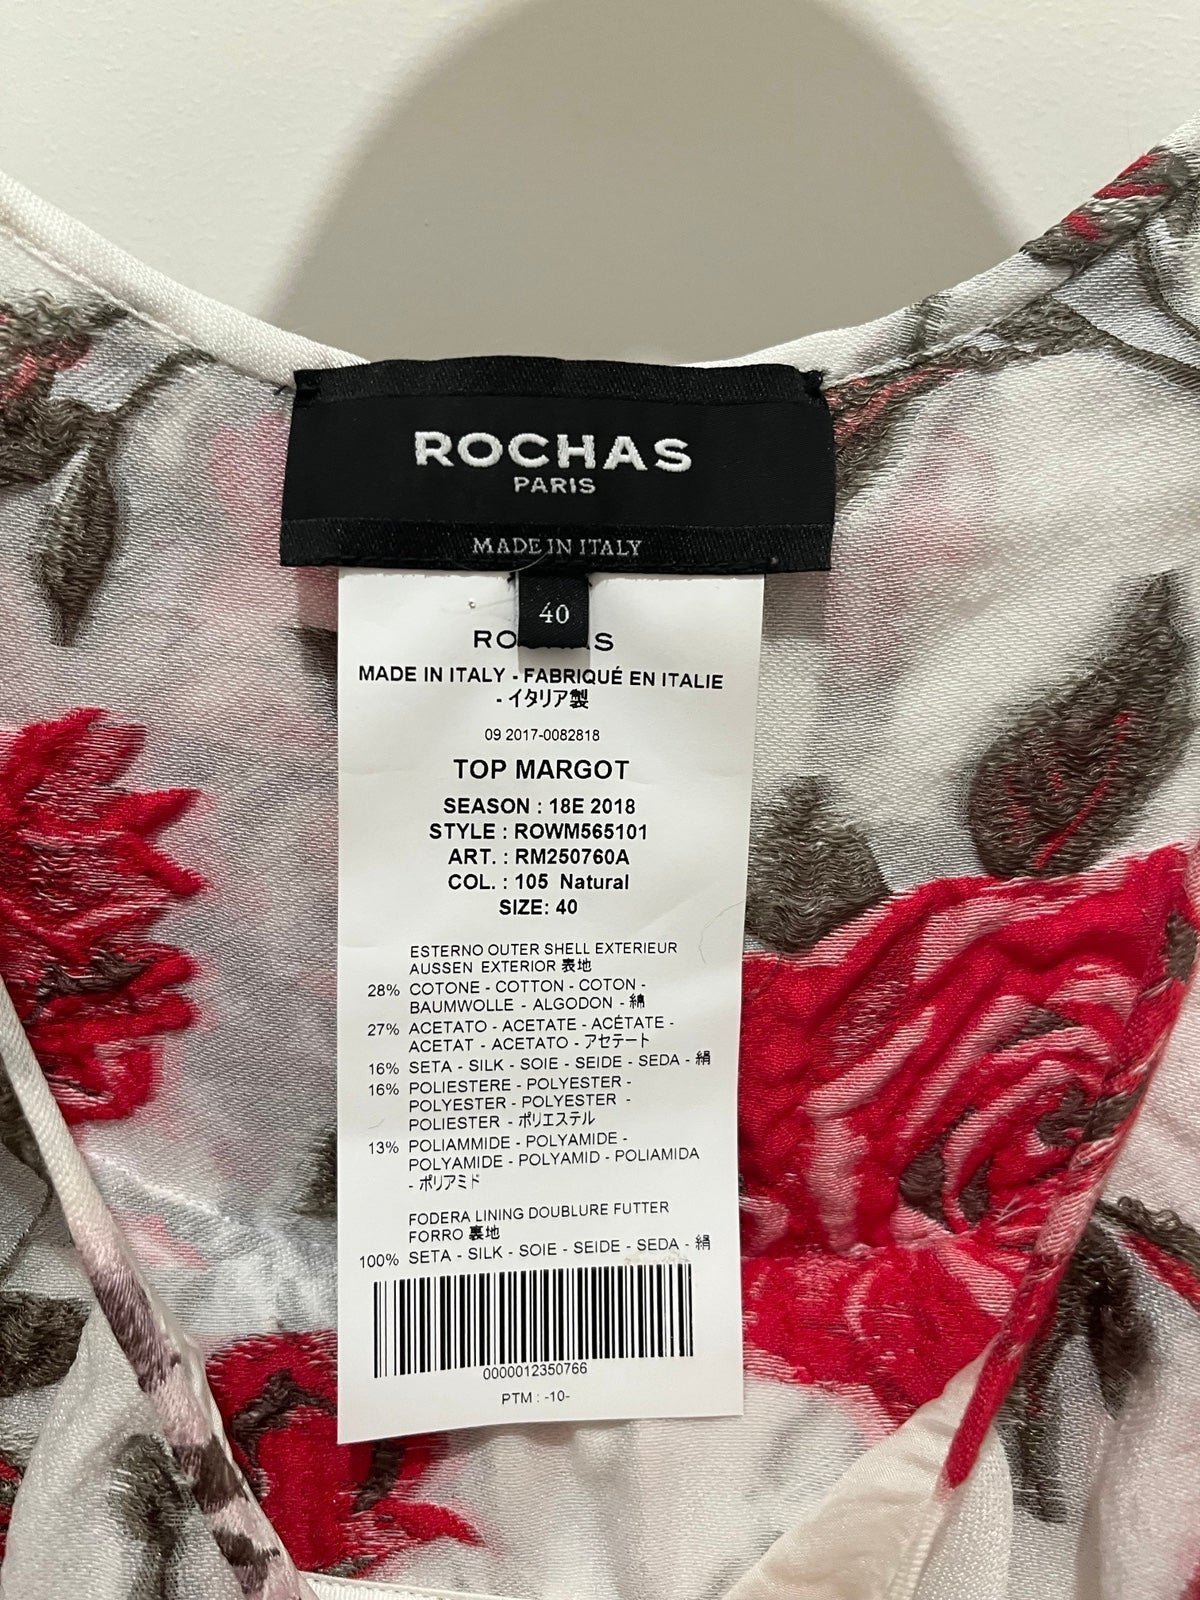 ROCHAS
PARIS
MADE IN ITALY
40
MADE IN ITALY - FABRIQUÉ EN ITALIE
- イタリア製
09 2017-0082818
TOP MARGOT
SEASON : 18E 2018
STYLE : ROWM565101
ART. : RM250760A
COL. : 105 Natural
SIZE: 40
ESTERNO OUTER SHELL EXTERIEUR
AUSSEN EXTERIOR 表地
28% COTONE - COTTON - COTON -
BAUMWOLLE - ALGODON - 綿
27% ACETATO - ACETATE - ACÉTATE -
ACETAT - ACETATO - アセテート
16% SETA - SILK - SOIE - SEIDE - SEDA - 絹
16% POLIESTERE - POLYESTER -
POLYESTER - POLYESTER -
POLIESTER - ポリエステル
13% POLIAMMIDE - POLYAMIDE -
POLYAMIDE - POLYAMID - POLIAMIDA
- ポリアミド
FODERA LINING DOUBLURE FUTTER
FORRO 裏地
100% SETA - SILK - SOIE - SEIDE - SEDA - 絹
0000012350766
PTM : -10-